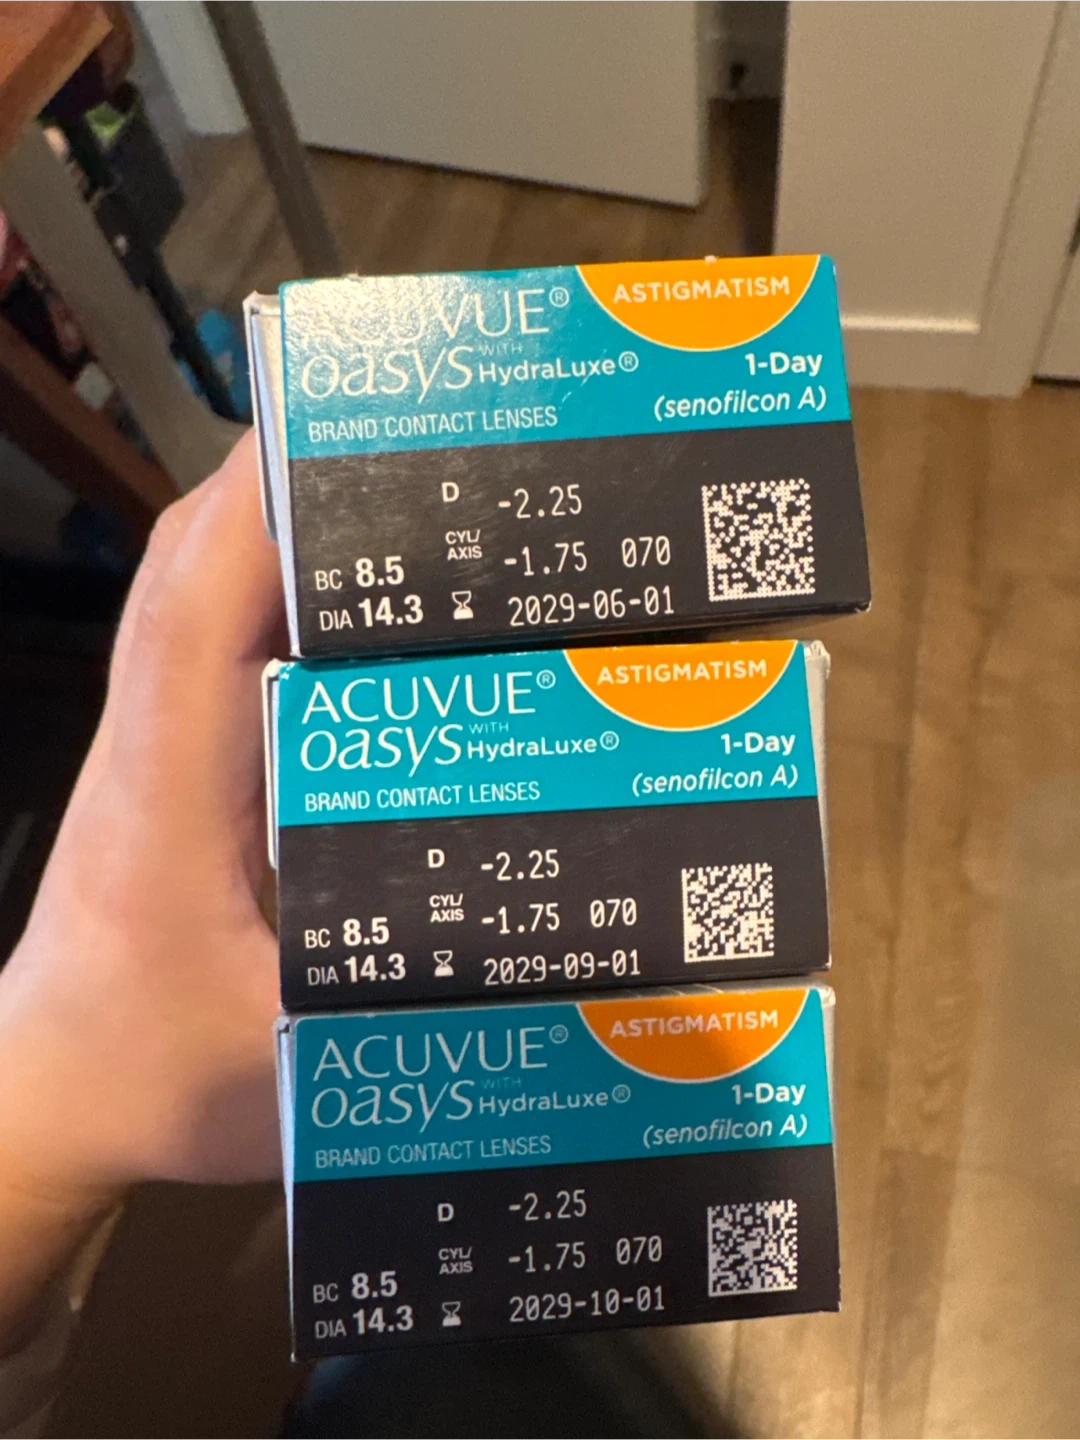 ACUVUE® ASTIGMATISM
oasys WITH HydraLuxe® 1-Day
BRAND CONTACT LENSES (senofilcon A)
D -2.25
CYL/AXIS -1.75 070
BC 8.5
DIA 14.3 2029-06-01
ACUVUE® ASTIGMATISM
oasys WITH HydraLuxe® 1-Day
BRAND CONTACT LENSES (senofilcon A)
D -2.25
CYL/AXIS -1.75 070
BC 8.5
DIA 14.3 2029-09-01
ACUVUE® ASTIGMATISM
oasys WITH HydraLuxe® 1-Day
BRAND CONTACT LENSES (senofilcon A)
D -2.25
CYL/AXIS -1.75 070
BC 8.5
DIA 14.3 2029-10-01